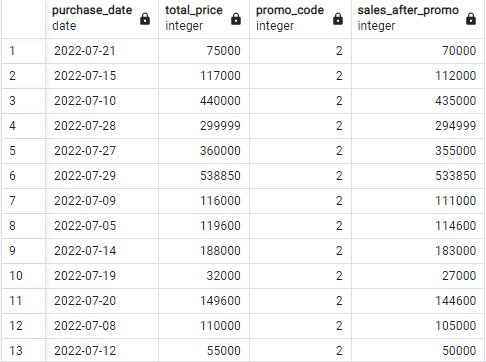 purchase_date total_price promo_code sales_after_promo
date integer integer integer
1 2022-07-21 75000 2 70000
2 2022-07-15 117000 2 112000
3 2022-07-10 440000 2 435000
4 2022-07-28 299999 2 294999
5 2022-07-27 360000 2 355000
6 2022-07-29 538850 2 533850
7 2022-07-09 116000 2 111000
8 2022-07-05 119600 2 114600
9 2022-07-14 188000 2 183000
10 2022-07-19 32000 2 27000
11 2022-07-20 149600 2 144600
12 2022-07-08 110000 2 105000
13 2022-07-12 55000 2 50000